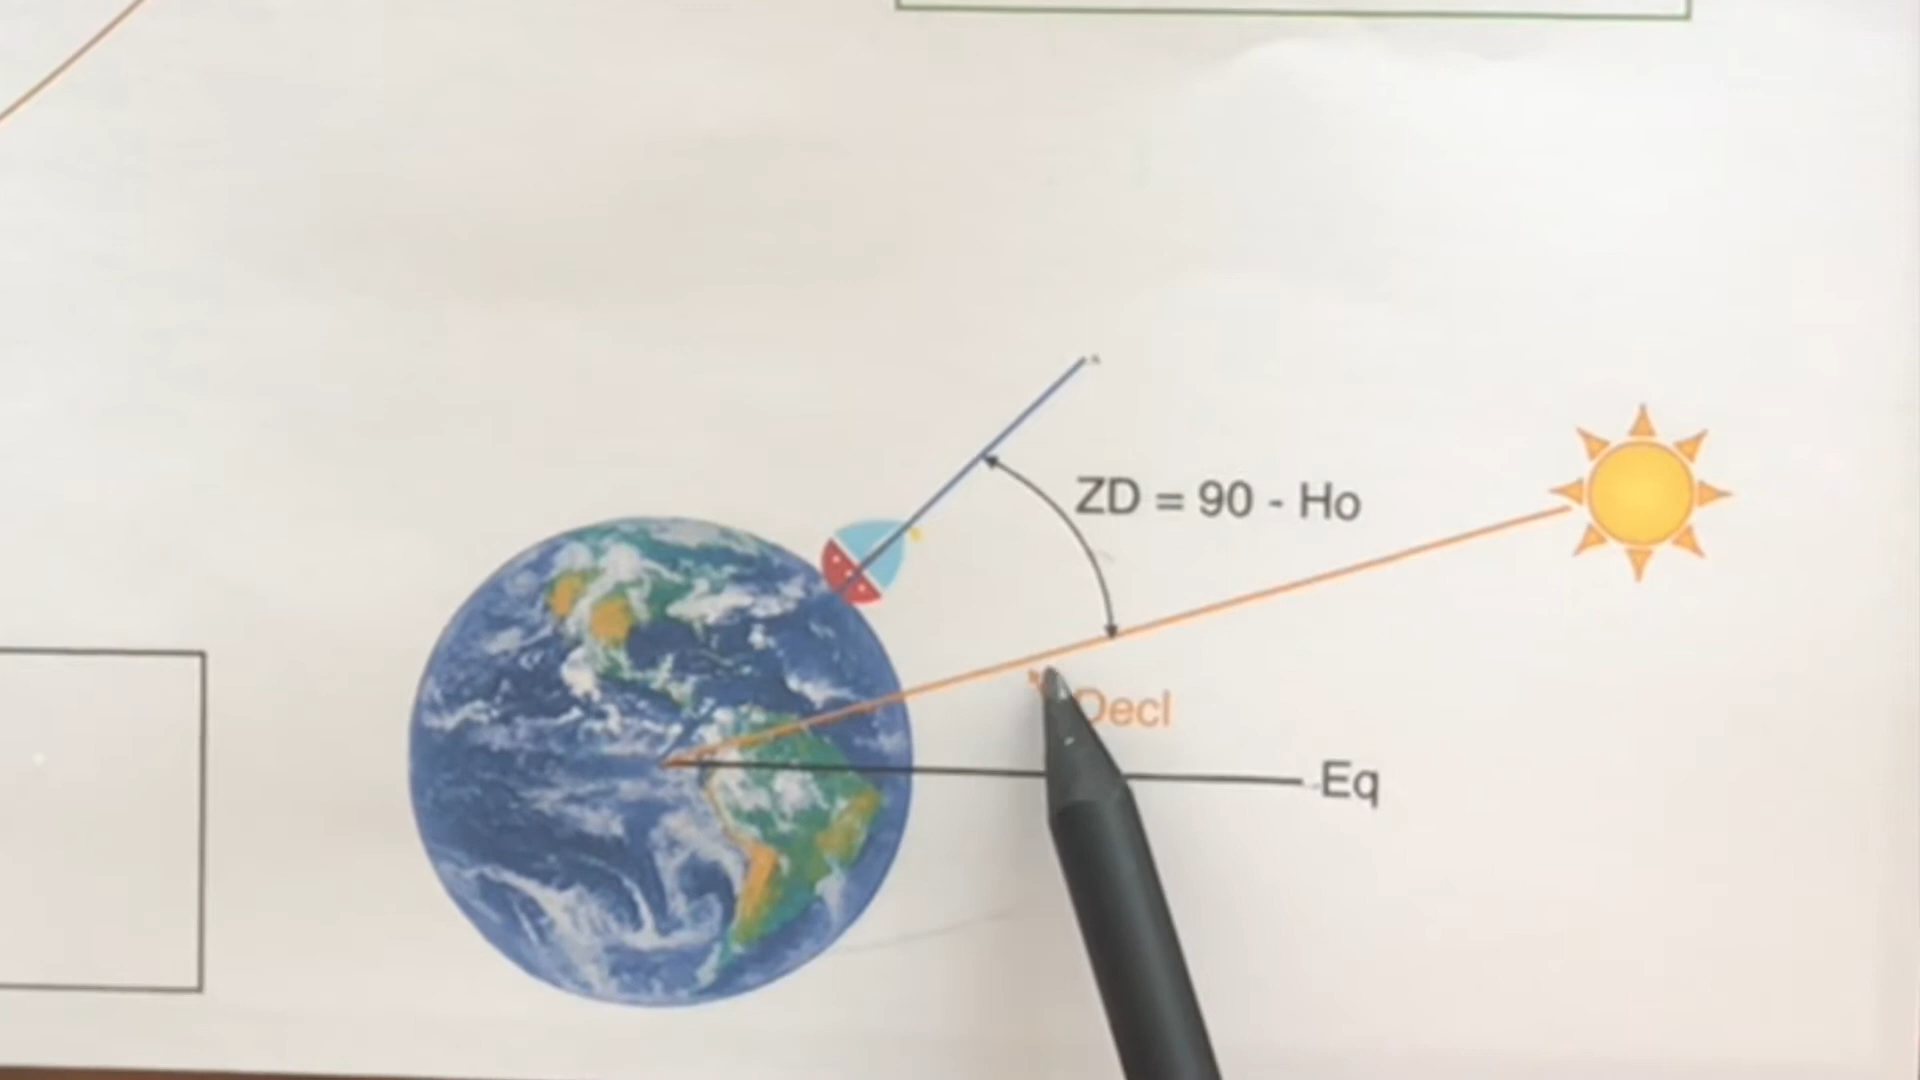 ZD = 90 - Ho
Decl
Eq